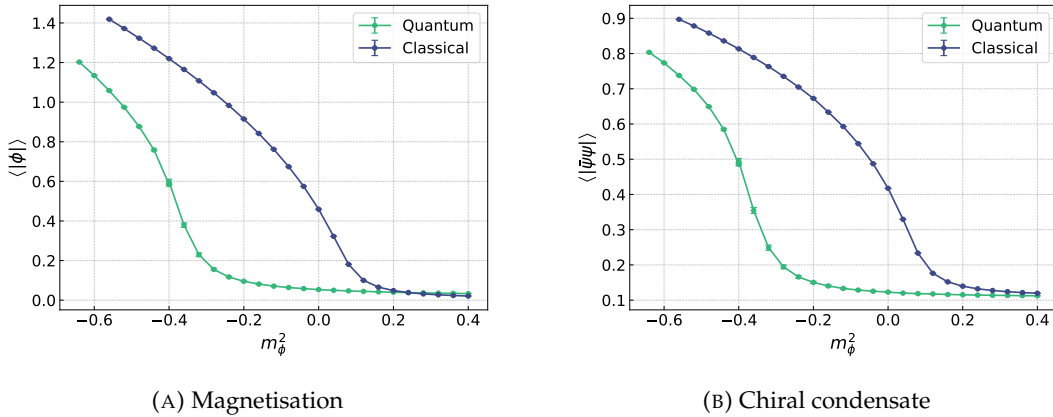 1.4
1.2
1.0
0.8
0.6
0.4
0.2
0.0
⟨|ϕ|⟩
Quantum
Classical
−0.6 −0.4 −0.2 0.0 0.2 0.4
m²ϕ
(A) Magnetisation
0.9
0.8
0.7
0.6
0.5
0.4
0.3
0.2
0.1
⟨|ψ̄ψ|⟩
Quantum
Classical
−0.6 −0.4 −0.2 0.0 0.2 0.4
m²ϕ
(B) Chiral condensate